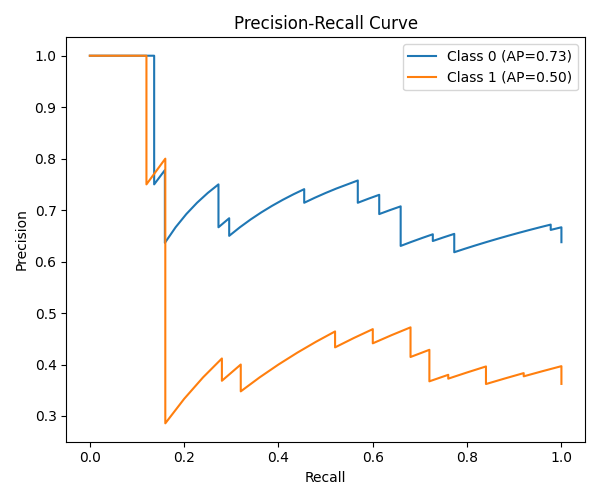 Precision-Recall Curve
Class 0 (AP=0.73)
Class 1 (AP=0.50)
1.0
0.9
0.8
0.7
0.6
0.5
0.4
0.3
Precision
0.0 0.2 0.4 0.6 0.8 1.0
Recall